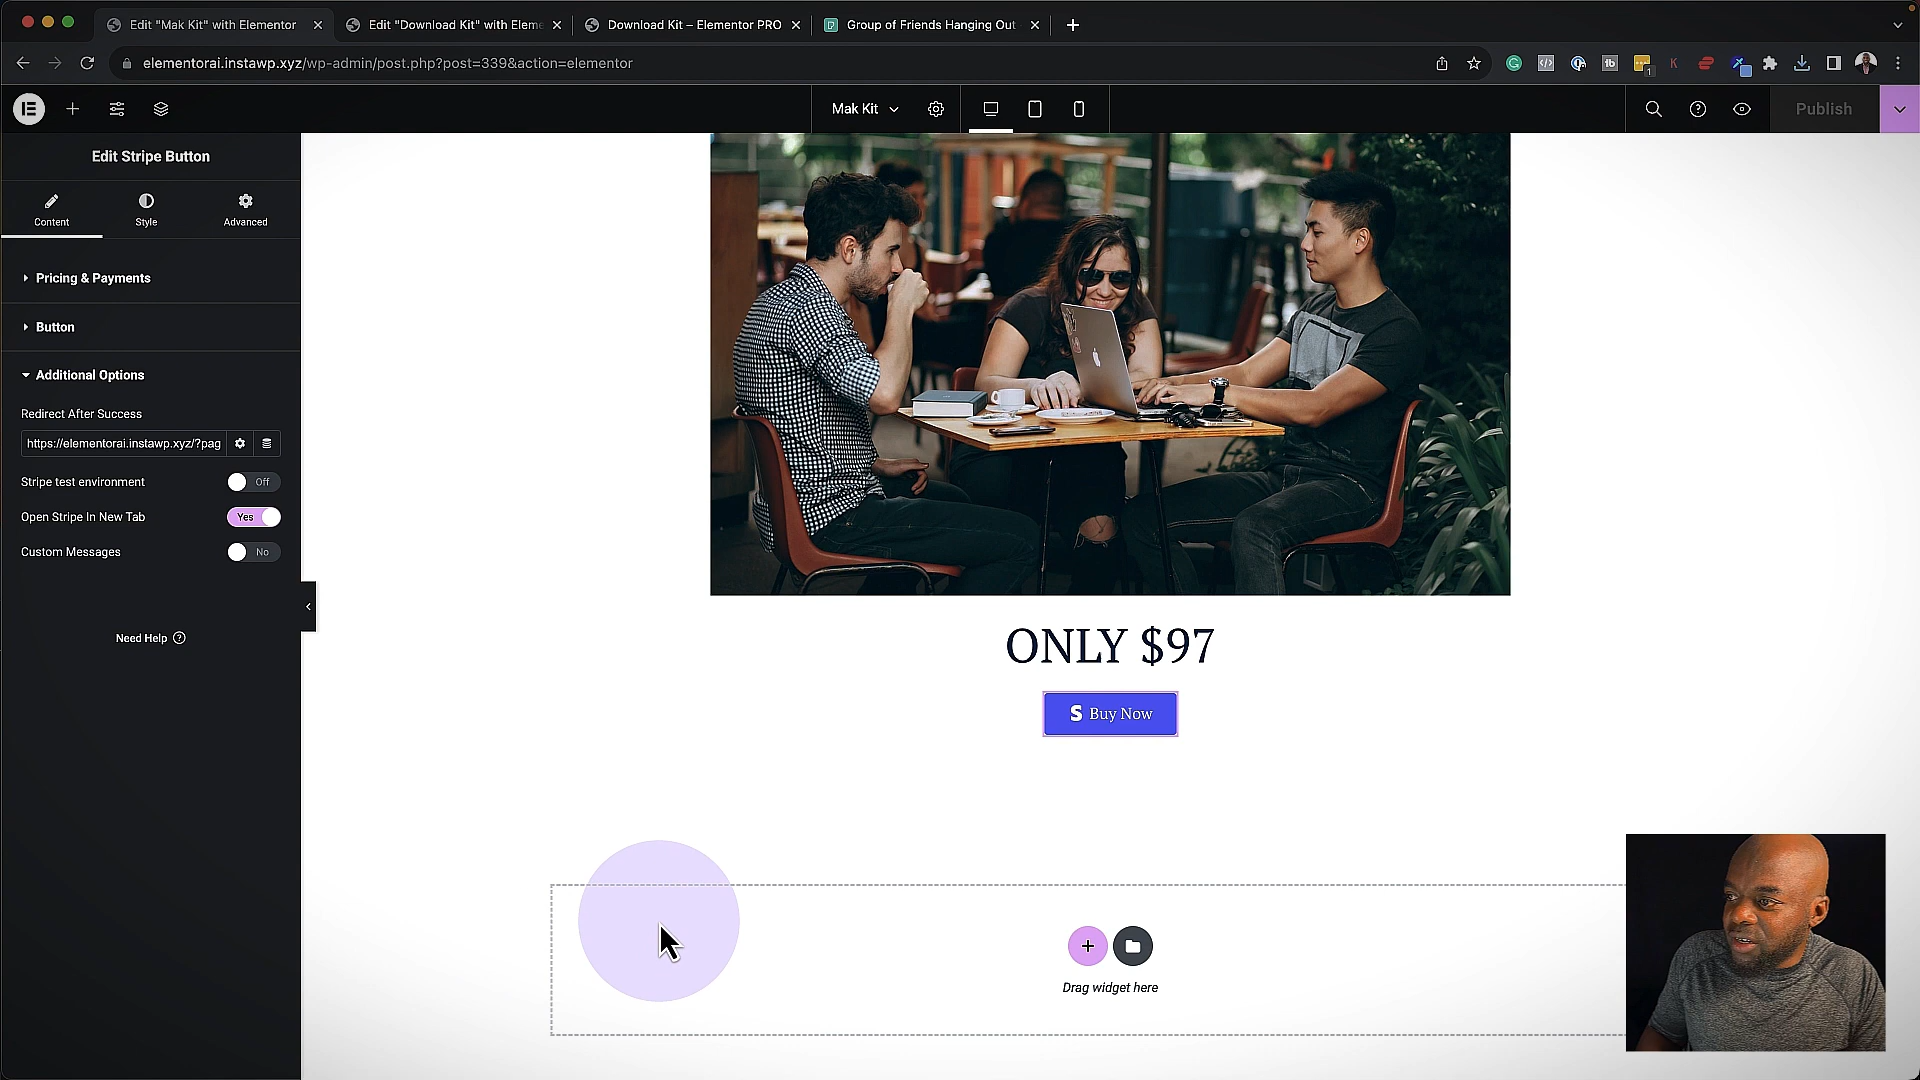 Edit "Mak Kit" with Elementor
Edit "Download Kit" with Eleme
Download Kit – Elementor PRO
Group of Friends Hanging Out
elementorai.instawp.xyz/wp-admin/post.php?post=339&action=elementor
Mak Kit
Publish
Edit Stripe Button
Content
Style
Advanced
Pricing & Payments
Button
Additional Options
Redirect After Success
https://elementorai.instawp.xyz/?pag
Stripe test environment
Off
Open Stripe In New Tab
Yes
Custom Messages
No
Need Help
ONLY $97
S Buy Now
Drag widget here